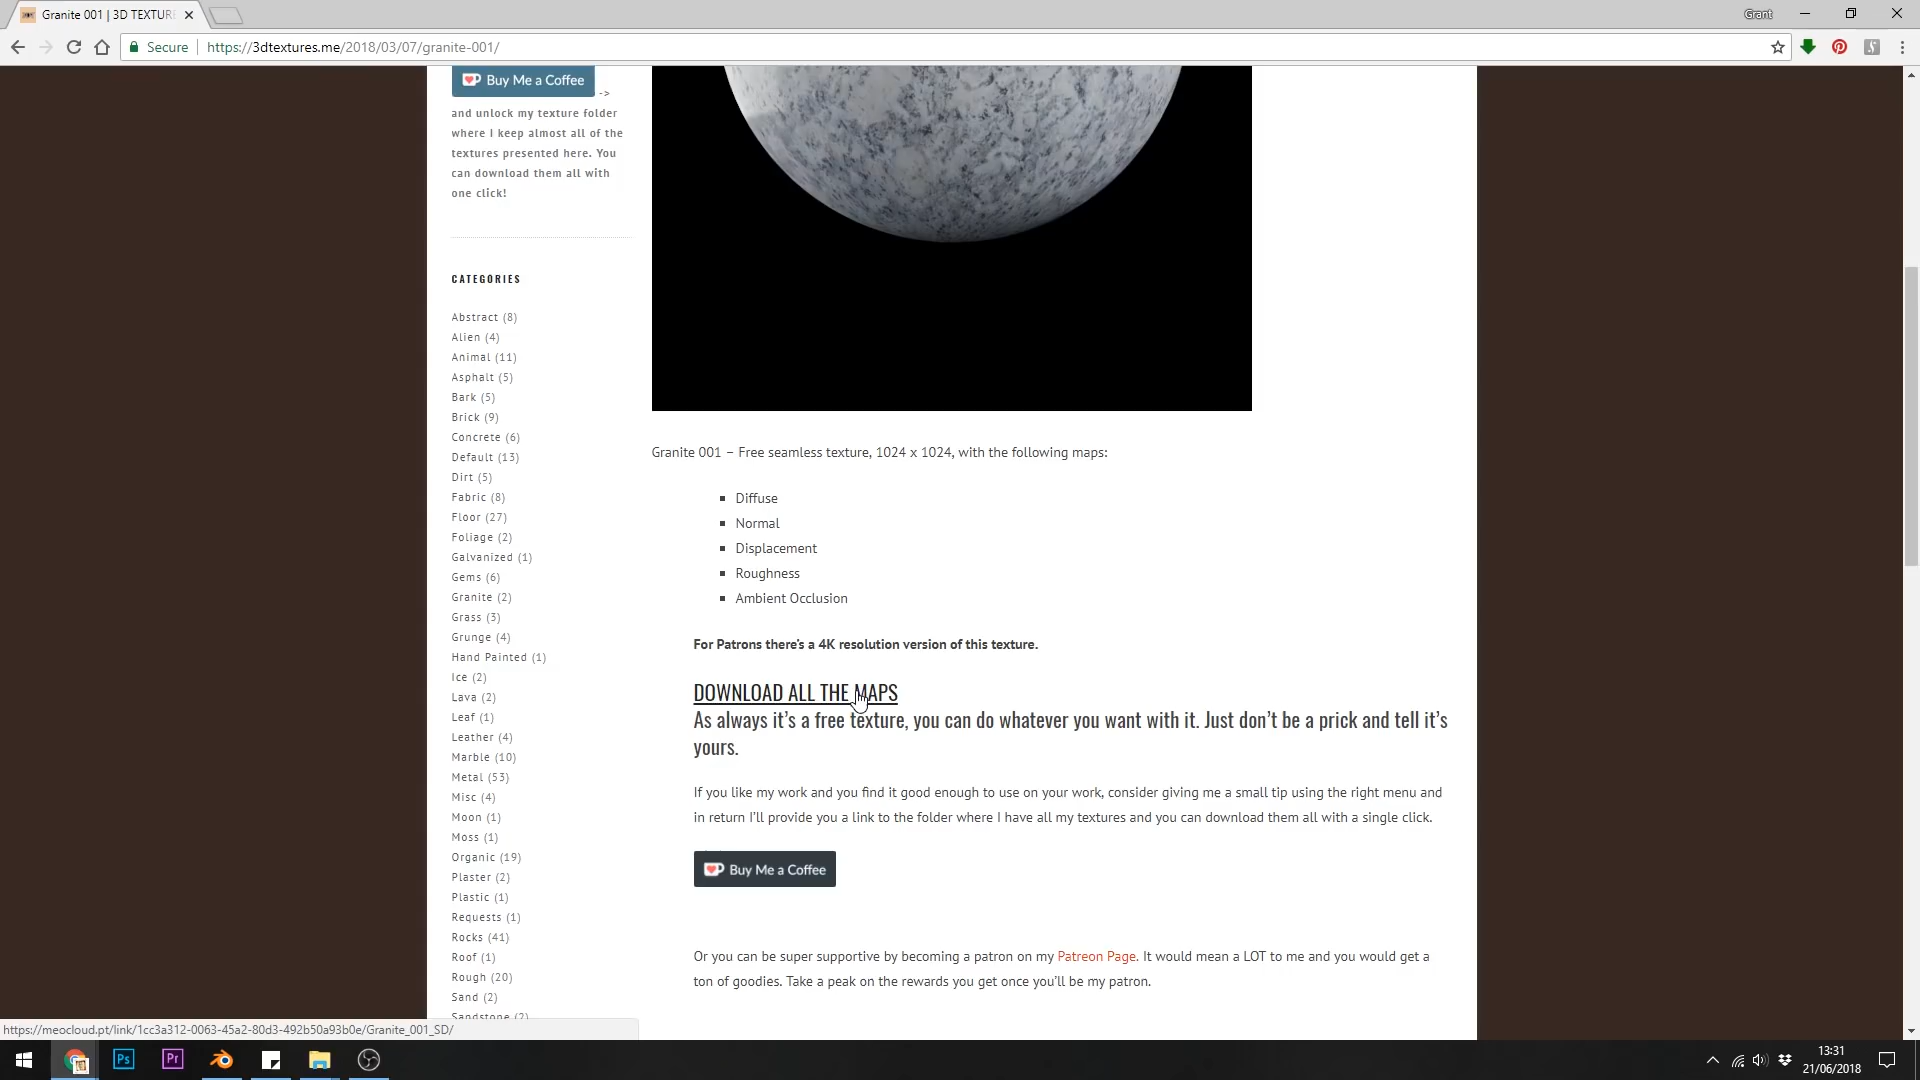 Granite 001 | 3D TEXTUR
Grant
Secure
https://3dtextures.me/2018/03/07/granite-001/
Buy Me a Coffee ->
and unlock my texture folder
where I keep almost all of the
textures presented here. You
can download them all with
one click!
CATEGORIES
Abstract (8)
Alien (4)
Animal (11)
Asphalt (5)
Bark (5)
Brick (9)
Concrete (6)
Default (13)
Dirt (5)
Fabric (8)
Floor (27)
Foliage (2)
Galvanized (1)
Gems (6)
Granite (2)
Grass (3)
Grunge (4)
Hand Painted (1)
Ice (2)
Lava (2)
Leaf (1)
Leather (4)
Marble (10)
Metal (53)
Misc (4)
Moon (1)
Moss (1)
Organic (19)
Plaster (2)
Plastic (1)
Requests (1)
Rocks (41)
Roof (1)
Rough (20)
Sand (2)
Sandstone (2)
Granite 001 – Free seamless texture, 1024 x 1024, with the following maps:
Diffuse
Normal
Displacement
Roughness
Ambient Occlusion
For Patrons there's a 4K resolution version of this texture.
DOWNLOAD ALL THE MAPS
As always it's a free texture, you can do whatever you want with it. Just don't be a prick and tell it's
yours.
If you like my work and you find it good enough to use on your work, consider giving me a small tip using the right menu and
in return I'll provide you a link to the folder where I have all my textures and you can download them all with a single click.
Buy Me a Coffee
Or you can be super supportive by becoming a patron on my Patreon Page. It would mean a LOT to me and you would get a
ton of goodies. Take a peak on the rewards you get once you'll be my patron.
https://meocloud.pt/link/1cc3a312-0063-45a2-80d3-492b50a93b0e/Granite_001_SD/
Ps
Pr
13:31
21/06/2018